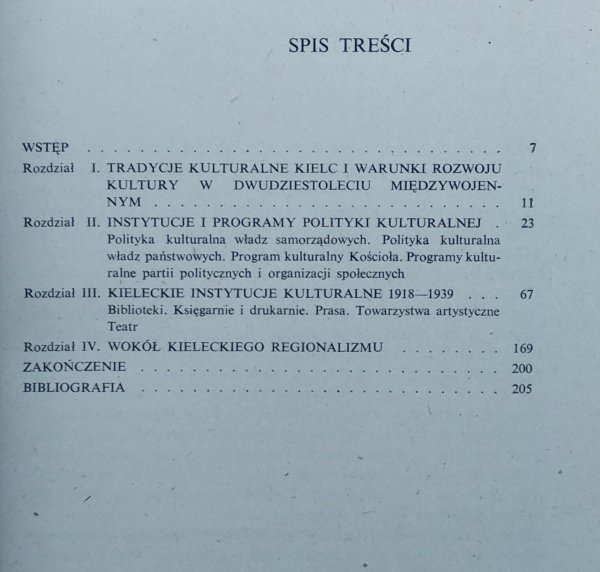 SPIS TREŚCI
WSTĘP . . . . . . . . . . . . . . . . . . . . . . . . . . 7
Rozdział I. TRADYCJE KULTURALNE KIELC I WARUNKI ROZWOJU
KULTURY W DWUDZIESTOLECIU MIĘDZYWOJEN-
NYM . . . . . . . . . . . . . . . . . . . . . 11
Rozdział II. INSTYTUCJE I PROGRAMY POLITYKI KULTURALNEJ . 23
Polityka kulturalna władz samorządowych. Polityka kulturalna
władz państwowych. Program kulturalny Kościoła. Programy kultu-
ralne partii politycznych i organizacji społecznych
Rozdział III. KIELECKIE INSTYTUCJE KULTURALNE 1918—1939 . . . 67
Biblioteki. Księgarnie i drukarnie. Prasa. Towarzystwa artystyczne
Teatr
Rozdział IV. WOKÓŁ KIELECKIEGO REGIONALIZMU . . . . . . . 169
ZAKOŃCZENIE . . . . . . . . . . . . . . . . . . . . . . 200
BIBLIOGRAFIA . . . . . . . . . . . . . . . . . . . . . . 205